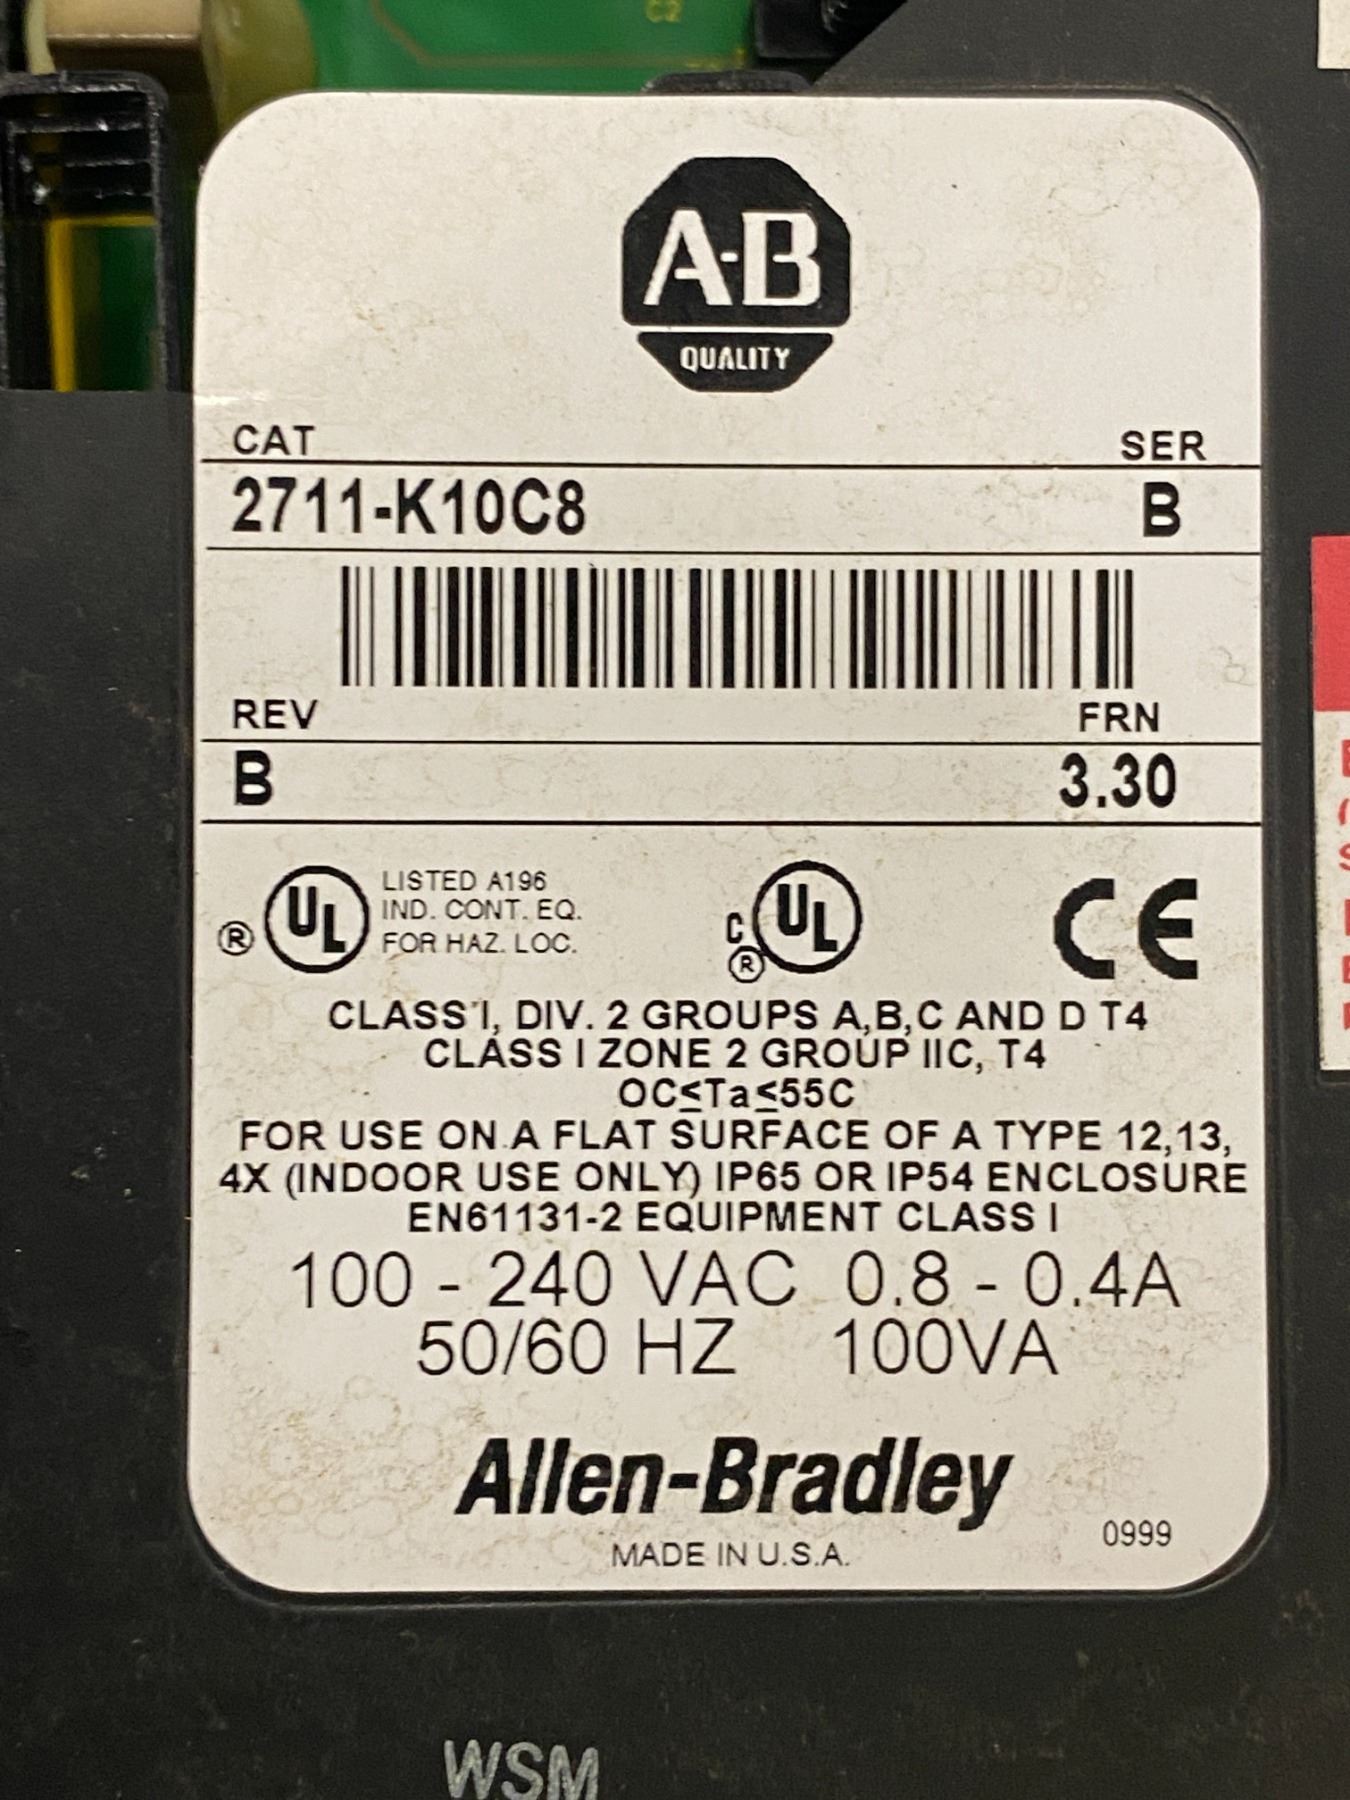 C2
A-B
QUALITY
CAT SER
2711-K10C8 B
REV FRN
B 3.30
® UL LISTED A196
IND. CONT. EQ.
FOR HAZ. LOC.
C UL ® CE
CLASS I, DIV. 2 GROUPS A,B,C AND D T4
CLASS I ZONE 2 GROUP IIC, T4
OC≤Ta≤55C
FOR USE ON A FLAT SURFACE OF A TYPE 12,13,
4X (INDOOR USE ONLY) IP65 OR IP54 ENCLOSURE
EN61131-2 EQUIPMENT CLASS I
100 - 240 VAC 0.8 - 0.4A
50/60 HZ 100VA
Allen-Bradley
MADE IN U.S.A. 0999
WSM